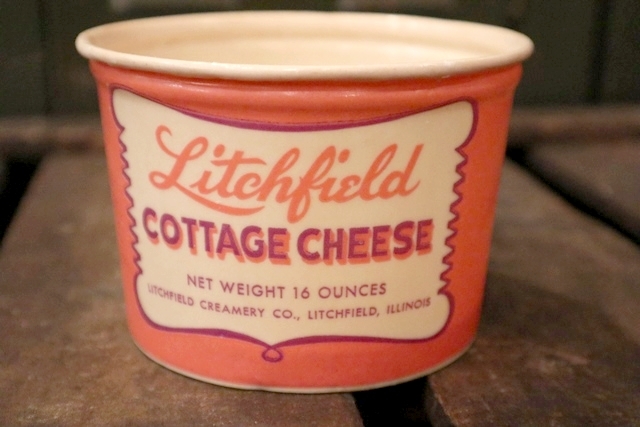 Litchfield
COTTAGE CHEESE
NET WEIGHT 16 OUNCES
LITCHFIELD CREAMERY CO., LITCHFIELD, ILLINOIS